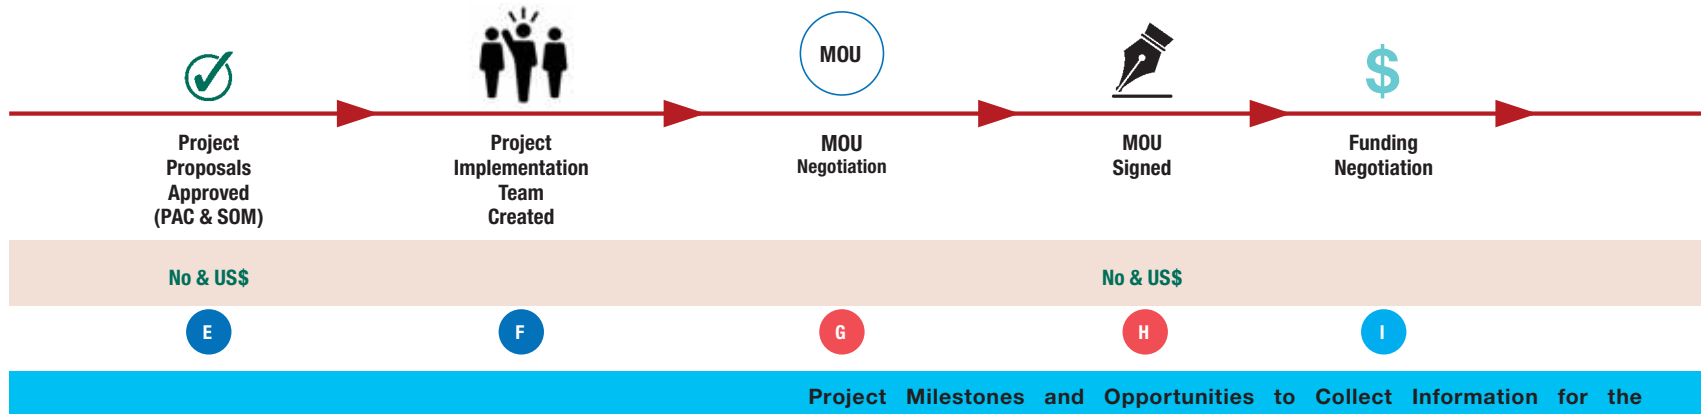 MOU
$
Project
Proposals
Approved
(PAC & SOM)
Project
Implementation
Team
Created
MOU
Negotiation
MOU
Signed
Funding
Negotiation
No & US$
No & US$
E
F
G
H
I
Project Milestones and Opportunities to Collect Information for the